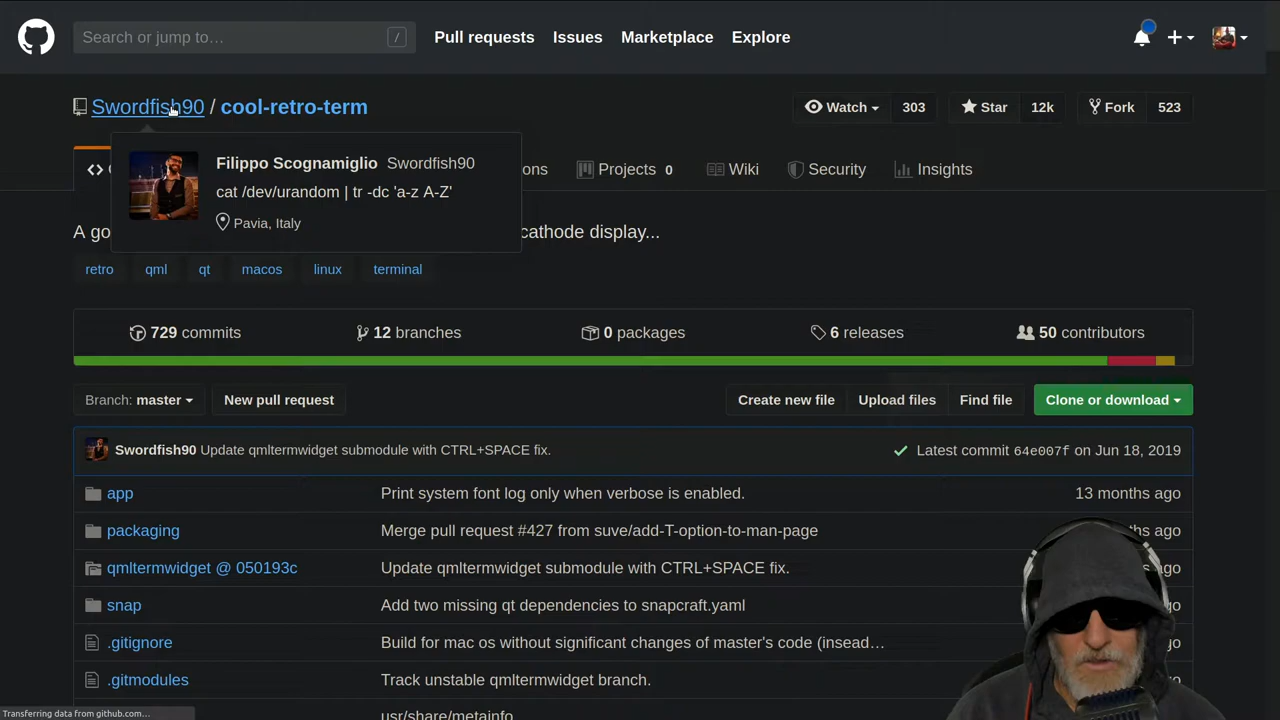 Search or jump to…
/
Pull requests
Issues
Marketplace
Explore
Swordfish90 / cool-retro-term
Watch
303
Star
12k
Fork
523
Filippo Scognamiglio Swordfish90
cat /dev/urandom | tr -dc 'a-z A-Z'
Pavia, Italy
Projects 0
Wiki
Security
Insights
cathode display...
retro
qml
qt
macos
linux
terminal
729 commits
12 branches
0 packages
6 releases
50 contributors
Branch: master
New pull request
Create new file
Upload files
Find file
Clone or download
Swordfish90 Update qmltermwidget submodule with CTRL+SPACE fix.
Latest commit 64e007f on Jun 18, 2019
app
Print system font log only when verbose is enabled.
13 months ago
packaging
Merge pull request #427 from suve/add-T-option-to-man-page
ago
qmltermwidget @ 050193c
Update qmltermwidget submodule with CTRL+SPACE fix.
ago
snap
Add two missing qt dependencies to snapcraft.yaml
go
.gitignore
Build for mac os without significant changes of master's code (insead…
go
.gitmodules
Track unstable qmltermwidget branch.
Transferring data from github.com…
usr/share/metainfo